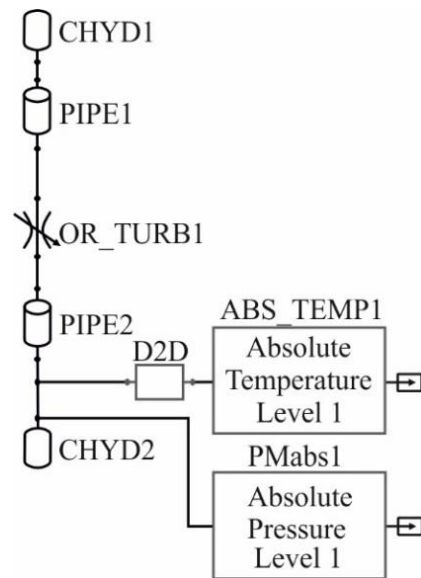 CHYD1
PIPE1
OR_TURB1
PIPE2
ABS_TEMP1
D2D
Absolute
Temperature
Level 1
CHYD2
PMabs1
Absolute
Pressure
Level 1